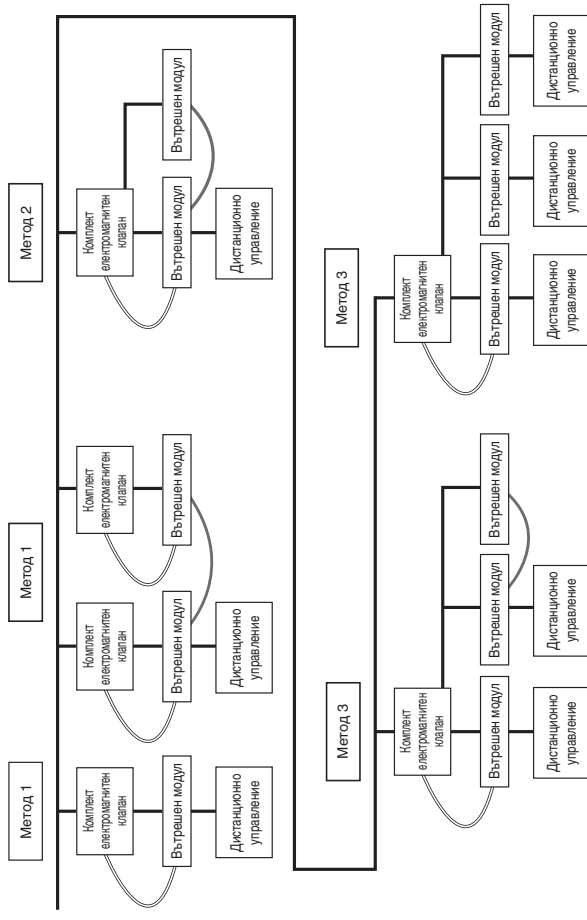 Метод 1
Комплект
електромагнитен
клапан
Вътрешен модул
Дистанционно
управление
Метод 1
Комплект
електромагнитен
клапан
Вътрешен модул
Дистанционно
управление
Комплект
електромагнитен
клапан
Вътрешен модул
Метод 2
Комплект
електромагнитен
клапан
Вътрешен модул
Дистанционно
управление
Вътрешен модул
Метод 3
Комплект
електромагнитен
клапан
Вътрешен модул
Дистанционно
управление
Вътрешен модул
Дистанционно
управление
Вътрешен модул
Метод 3
Комплект
електромагнитен
клапан
Вътрешен модул
Дистанционно
управление
Вътрешен модул
Дистанционно
управление
Вътрешен модул
Дистанционно
управление